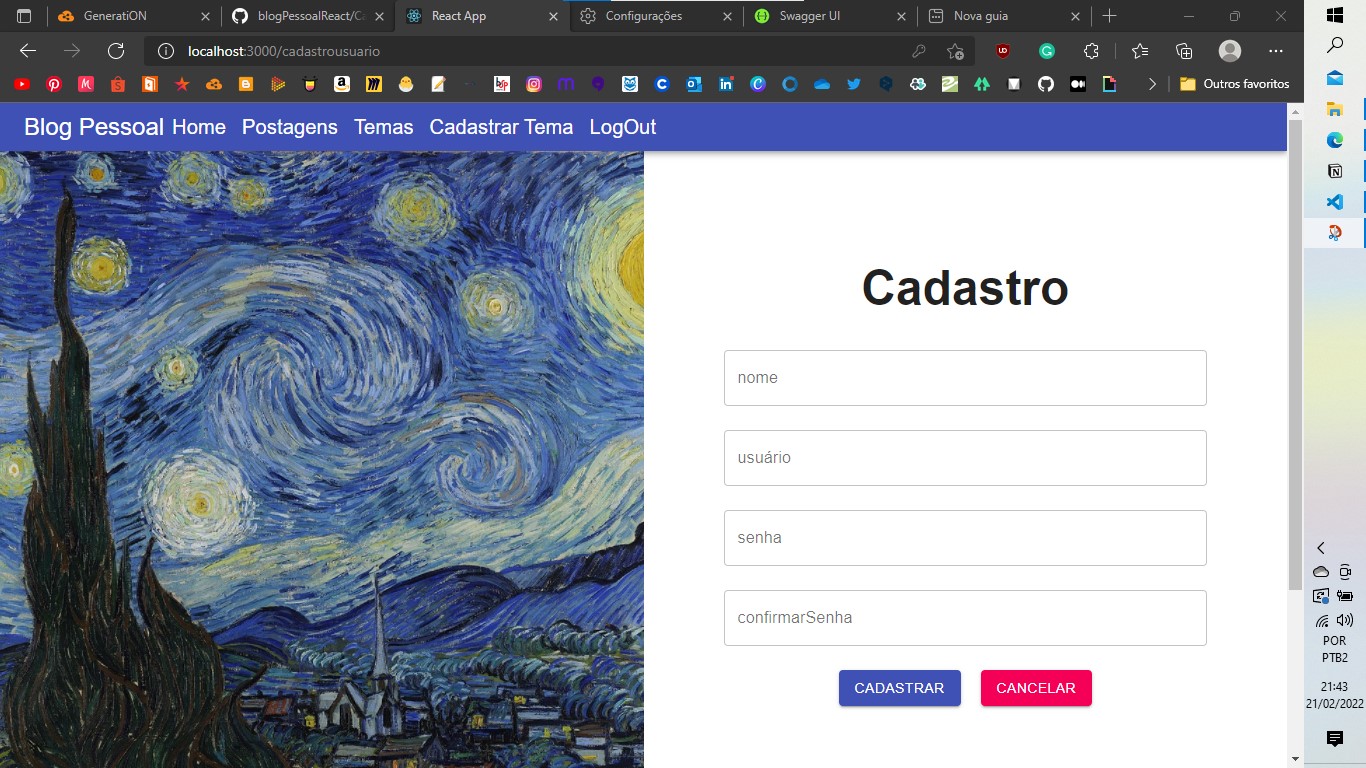 GeneratiON
blogPessoalReact/Ca
React App
Configurações
Swagger UI
Nova guia
localhost:3000/cadastrousuario
Outros favoritos
Blog Pessoal Home Postagens Temas Cadastrar Tema LogOut
Cadastro
nome
usuário
senha
confirmarSenha
CADASTRAR CANCELAR
POR
PTB2
21:43
21/02/2022